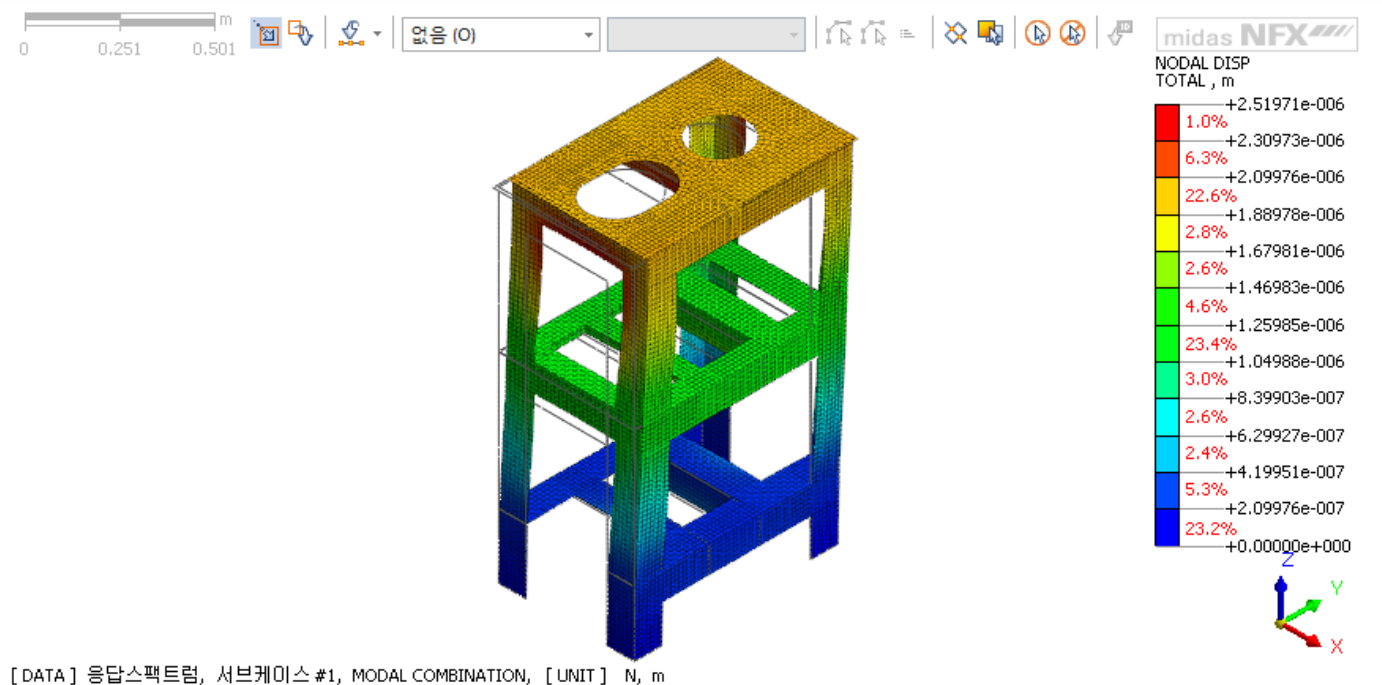 m
0 0.251 0.501
없음 (O)
ID
midas NFX
NODAL DISP
TOTAL , m
+2.51971e-006
1.0%
+2.30973e-006
6.3%
+2.09976e-006
22.6%
+1.88978e-006
2.8%
+1.67981e-006
2.6%
+1.46983e-006
4.6%
+1.25985e-006
23.4%
+1.04988e-006
3.0%
+8.39903e-007
2.6%
+6.29927e-007
2.4%
+4.19951e-007
5.3%
+2.09976e-007
23.2%
+0.00000e+000
Z
Y
X
[ DATA ] 응답스팩트럼, 서브케이스 #1, MODAL COMBINATION, [ UNIT ] N, m